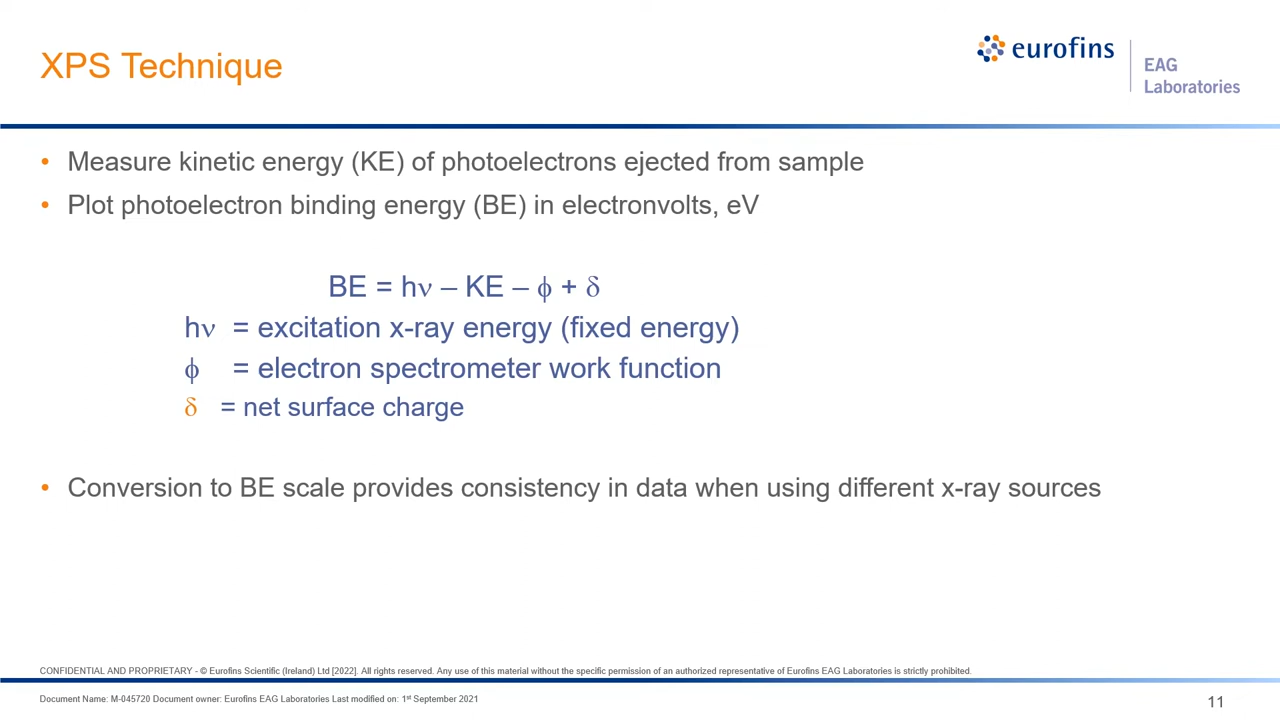 XPS Technique
eurofins
EAG
Laboratories
• Measure kinetic energy (KE) of photoelectrons ejected from sample
• Plot photoelectron binding energy (BE) in electronvolts, eV
BE = hν – KE – ϕ + δ
hν = excitation x-ray energy (fixed energy)
ϕ = electron spectrometer work function
δ = net surface charge
• Conversion to BE scale provides consistency in data when using different x-ray sources
CONFIDENTIAL AND PROPRIETARY - © Eurofins Scientific (Ireland) Ltd [2022]. All rights reserved. Any use of this material without the specific permission of an authorized representative of Eurofins EAG Laboratories is strictly prohibited.
Document Name: M-045720 Document owner: Eurofins EAG Laboratories Last modified on: 1st September 2021
11